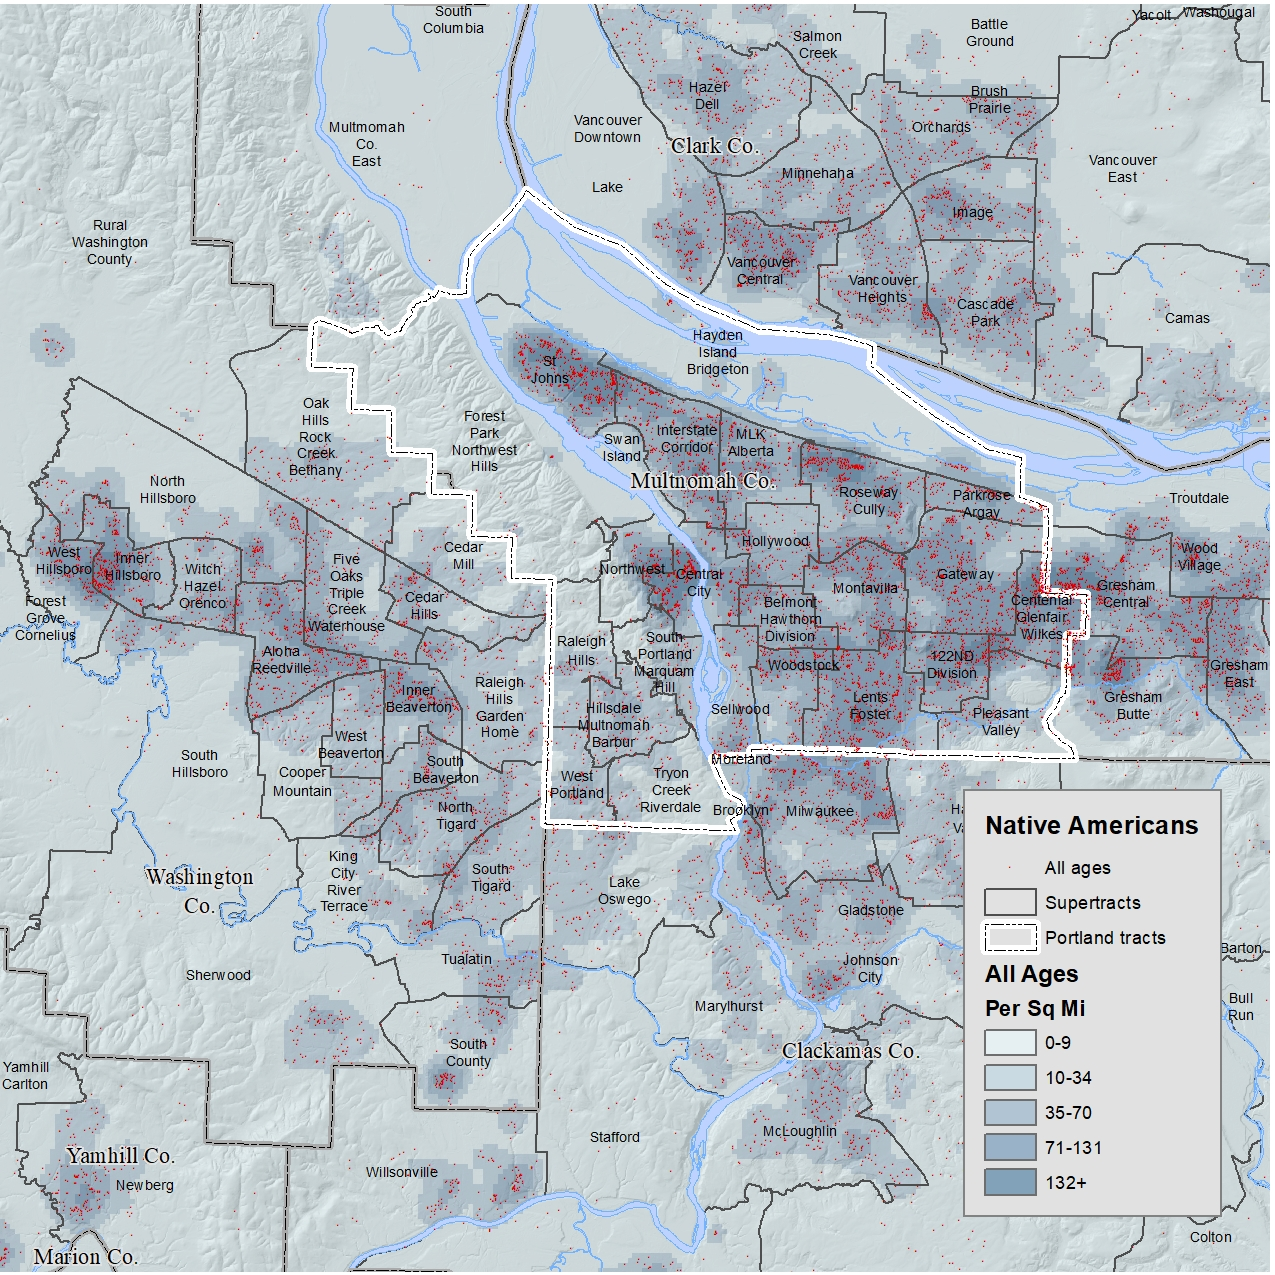 South
Columbia
Battle
Ground
Yacolt
Washougal
Salmon
Creek
Hazel
Dell
Brush
Prairie
Orchards
Multmomah
Co.
East
Vancouver
Downtown
Clark Co.
Minnehaha
Vancouver
East
Lake
Image
Rural
Washington
County
Vancouver
Central
Vancouver
Heights
Cascade
Park
Camas
Hayden
Island
Bridgeton
St
Johns
Oak
Hills
Rock
Creek
Bethany
Forest
Park
Northwest
Hills
Swan
Island
Interstate
Corridor
MLK
Alberta
Multnomah Co.
North
Hillsboro
Roseway
Cully
Parkrose
Argay
Troutdale
Hollywood
West
Hillsboro
Inner
Hillsboro
Witch
Hazel
Orenco
Five
Oaks
Triple
Creek
Waterhouse
Cedar
Mill
Cedar
Hills
Northwest
Central
City
Montavilla
Gateway
Wood
Village
Gresham
Central
Centenial
Glenfair
Wilkes
Belmont
Hawthorn
Division
Forest
Grove
Cornelius
Aloha
Reedville
Raleigh
Hills
South
Portland
Marquam
Hill
Woodstock
122ND
Division
Gresham
East
Inner
Beaverton
Raleigh
Hills
Garden
Home
Hillsdale
Multnomah
Barbur
Sellwood
Lents
Foster
Pleasant
Valley
Gresham
Butte
West
Beaverton
South
Hillsboro
Cooper
Mountain
South
Beaverton
West
Portland
Tryon
Creek
Riverdale
Moreland
Brooklyn
Milwaukee
North
Tigard
King
City
River
Terrace
South
Tigard
Lake
Oswego
Washington
Co.
Gladstone
Sherwood
Tualatin
Johnson
City
Marylhurst
Barton
Bull
Run
South
County
Clackamas Co.
Yamhill
Carlton
McLoughlin
Stafford
Yamhill Co.
Newberg
Willsonville
Marion Co.
Colton
Native Americans
All ages
Supertracts
Portland tracts
All Ages
Per Sq Mi
0-9
10-34
35-70
71-131
132+